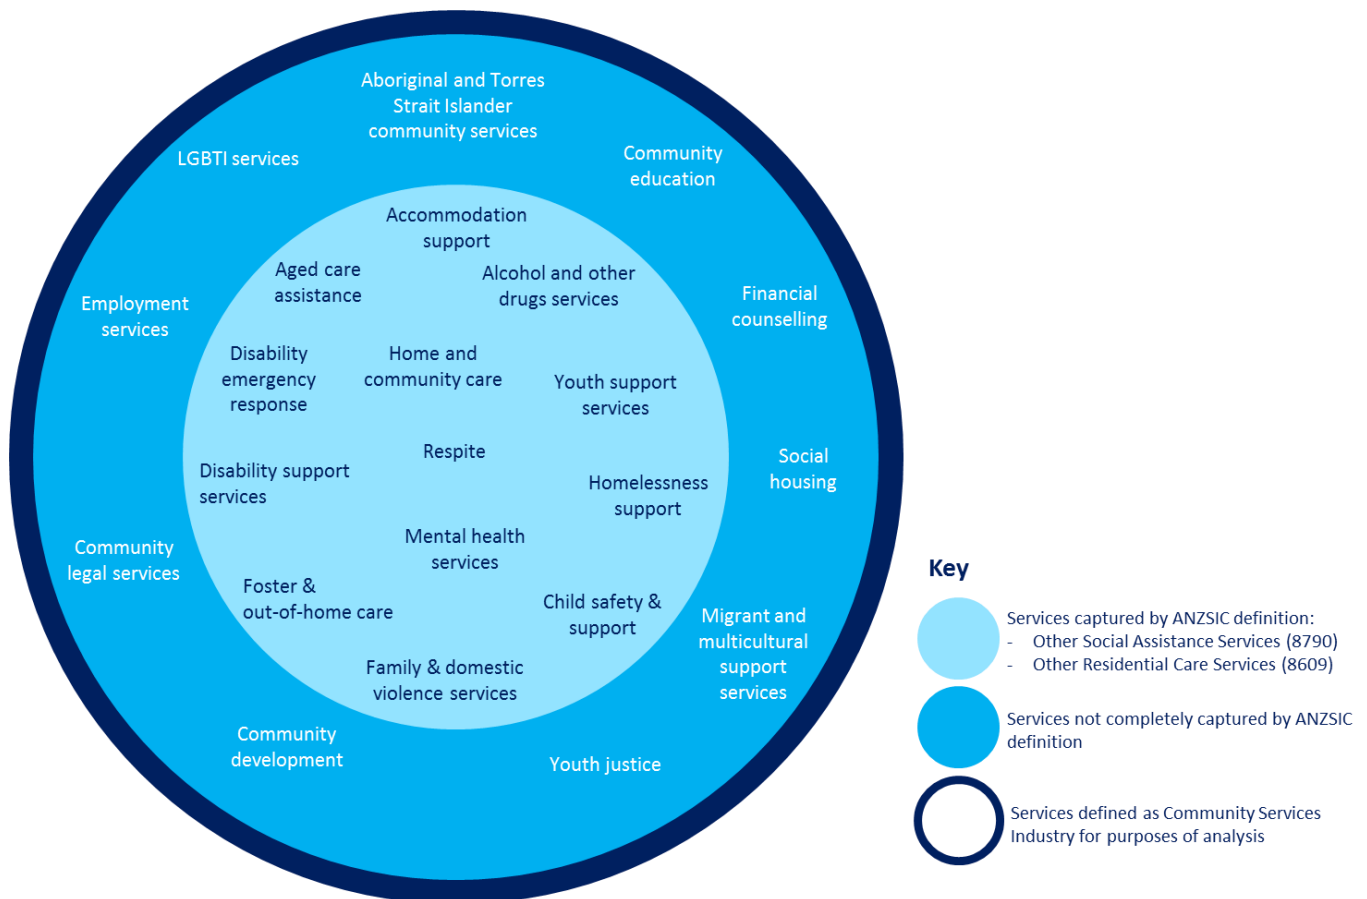 Aboriginal and Torres
Strait Islander
community services
LGBTI services
Community
education
Accommodation
support
Aged care
assistance
Alcohol and other
drugs services
Employment
services
Financial
counselling
Disability
emergency
response
Home and
community care
Youth support
services
Respite
Social
housing
Disability support
services
Homelessness
support
Mental health
services
Community
legal services
Foster &
out-of-home care
Child safety &
support
Migrant and
multicultural
support
services
Family & domestic
violence services
Community
development
Youth justice
Key
Services captured by ANZSIC definition:
- Other Social Assistance Services (8790)
- Other Residential Care Services (8609)
Services not completely captured by ANZSIC
definition
Services defined as Community Services
Industry for purposes of analysis